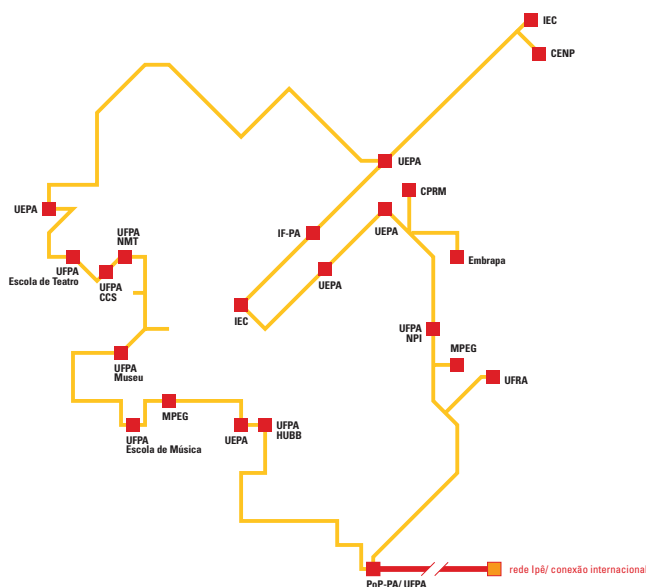 IEC
CENP
UEPA
CPRM
UEPA
UFPA
NMT
IF-PA
UEPA
Embrapa
UFPA
Escola de Teatro
UFPA
CCS
UEPA
IEC
UFPA
NPI
MPEG
UFRA
UFPA
Museu
MPEG
UFPA
Escola de Música
UEPA
UFPA
HUBB
PoP-PA/ UFPA
rede Ipê/ conexão internacional